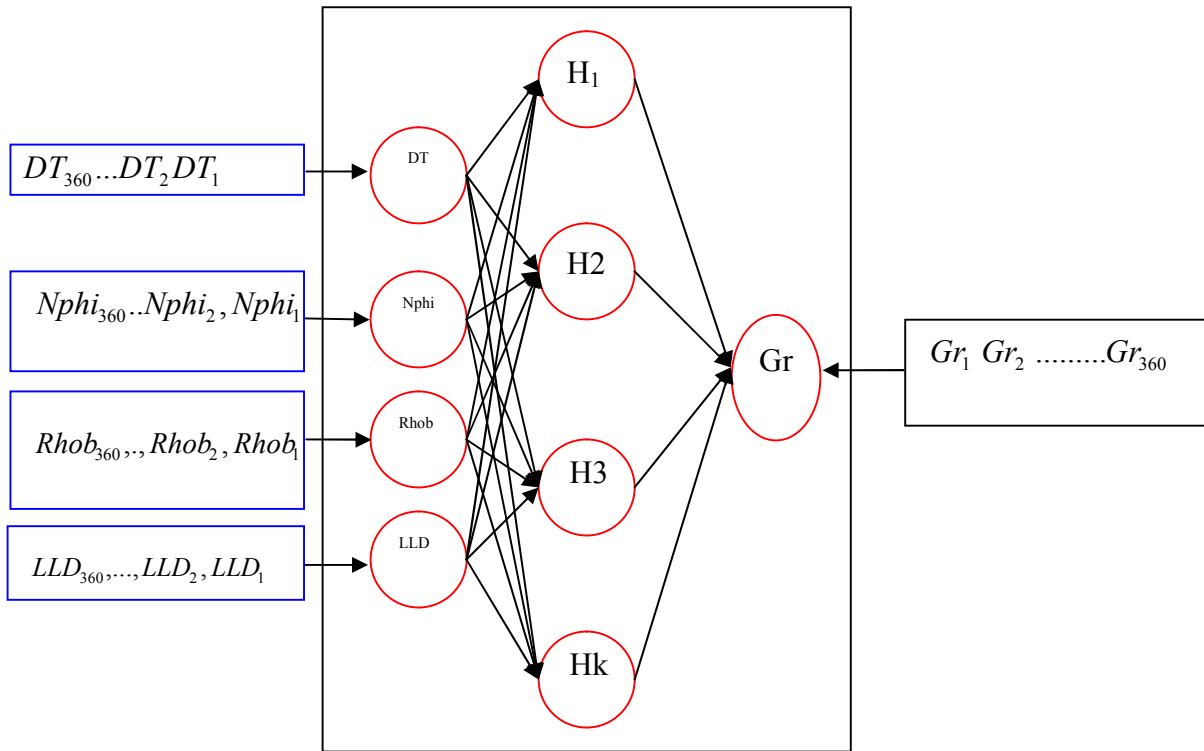 H₁
DT
DT₃₆₀...DT₂DT₁
H2
Nphi
Nphi₃₆₀..Nphi₂,Nphi₁
Gr
Gr₁ Gr₂ .........Gr₃₆₀
Rhob
Rhob₃₆₀,.,Rhob₂,Rhob₁
H3
LLD
LLD₃₆₀,...,LLD₂,LLD₁
Hk